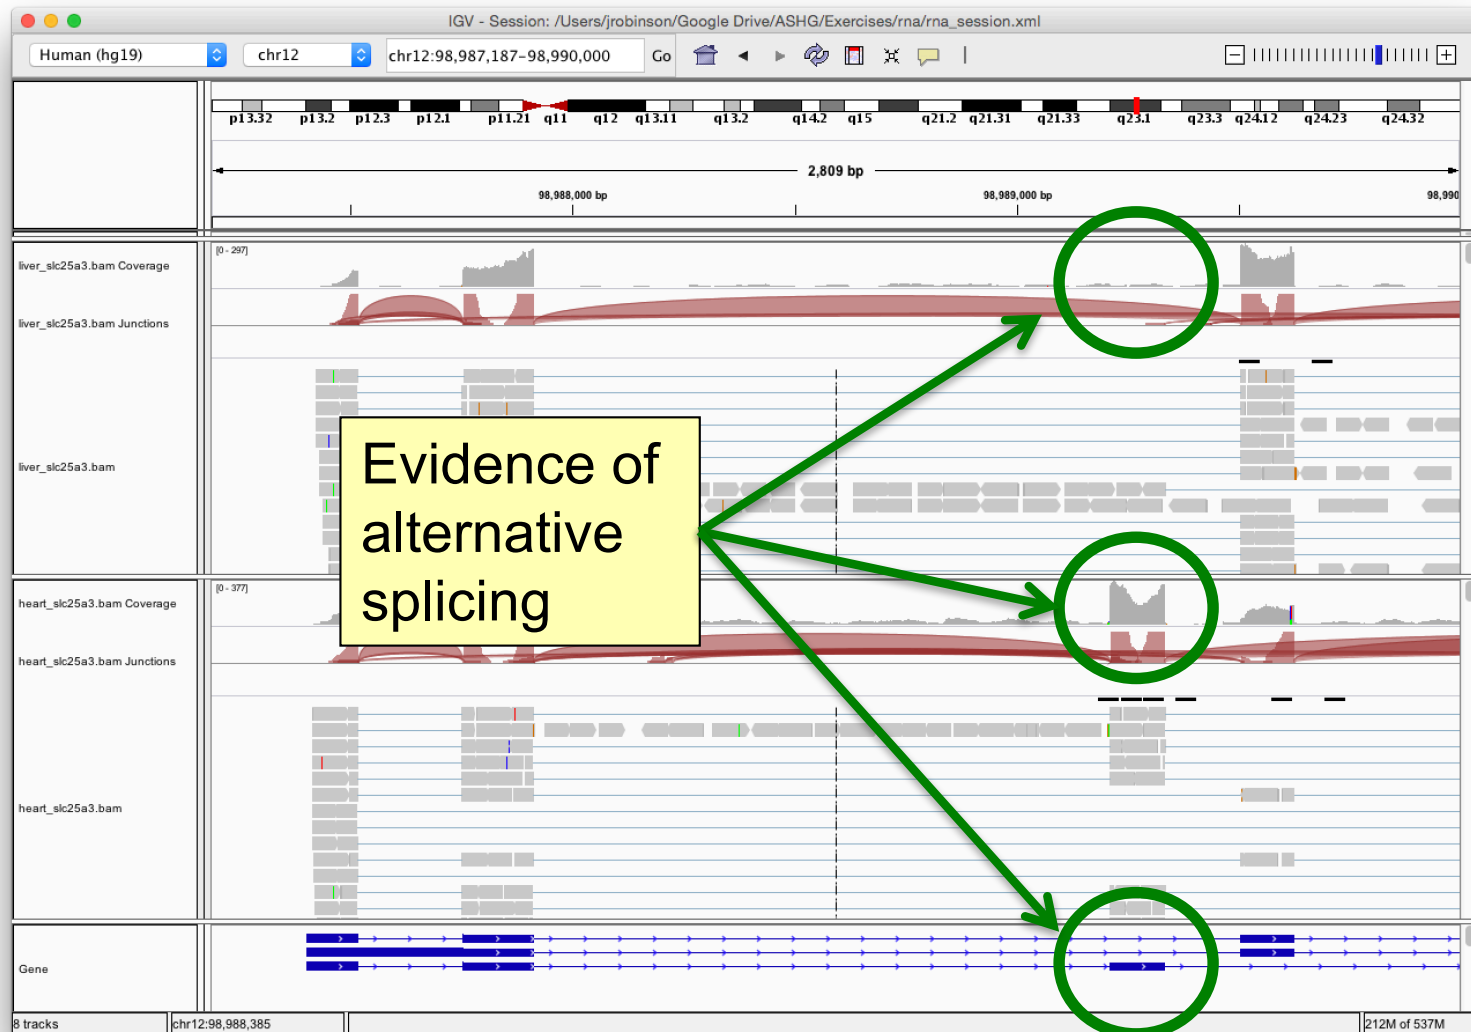 IGV - Session: /Users/jrobinson/Google Drive/ASHG/Exercises/rna/rna_session.xml
Human (hg19) chr12 chr12:98,987,187-98,990,000 Go
p13.32 p13.2 p12.3 p12.1 p11.21 q11 q12 q13.11 q13.2 q14.2 q15 q21.2 q21.31 q21.33 q23.1 q23.3 q24.12 q24.23 q24.32
2,809 bp
98,988,000 bp 98,989,000 bp 98,990
[0 - 297]
liver_slc25a3.bam Coverage
liver_slc25a3.bam Junctions
liver_slc25a3.bam
Evidence of
alternative
splicing
[0 - 377]
heart_slc25a3.bam Coverage
heart_slc25a3.bam Junctions
heart_slc25a3.bam
Gene
8 tracks chr12:98,988,385 212M of 537M